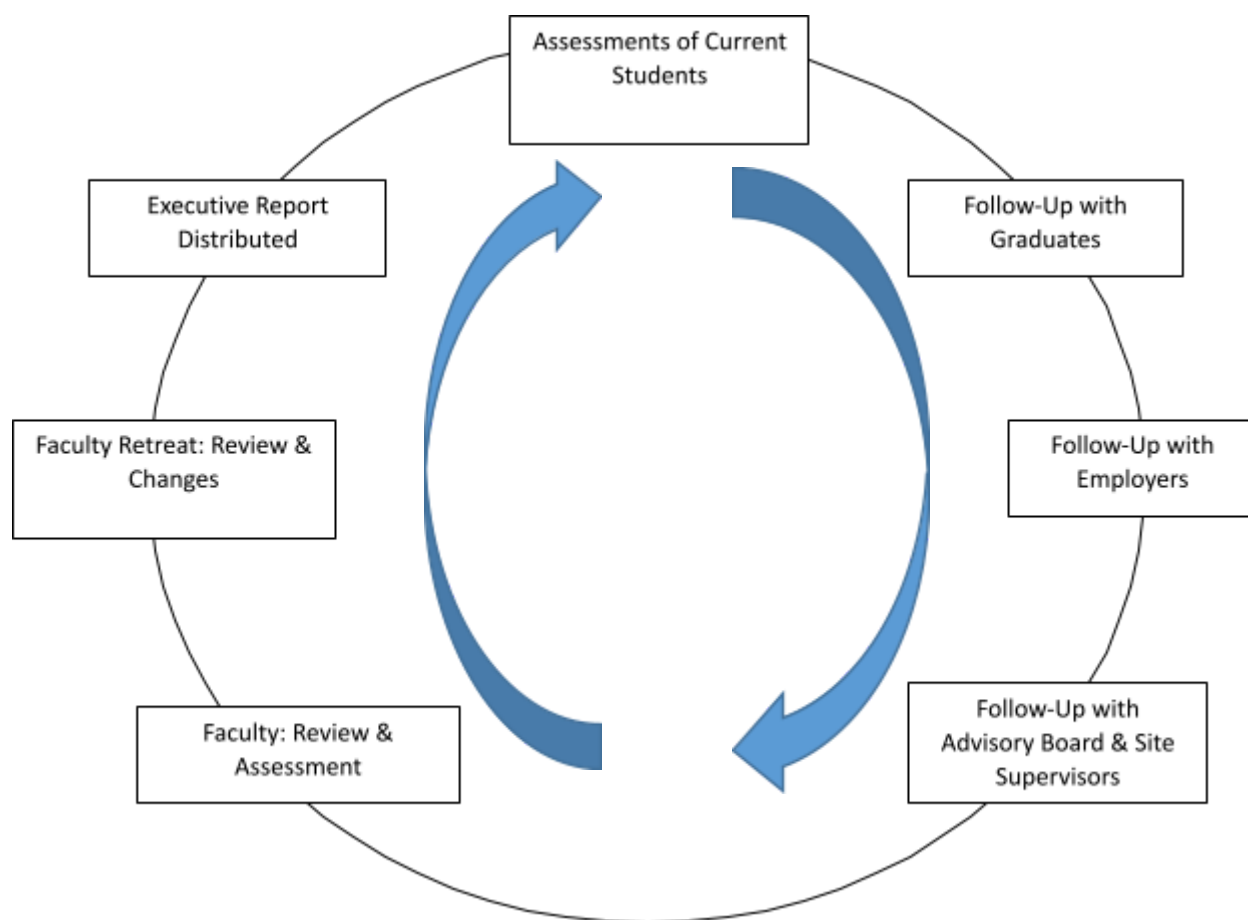 Assessments of Current
Students
Executive Report
Distributed
Follow-Up with
Graduates
Faculty Retreat: Review &
Changes
Follow-Up with
Employers
Faculty: Review &
Assessment
Follow-Up with
Advisory Board & Site
Supervisors